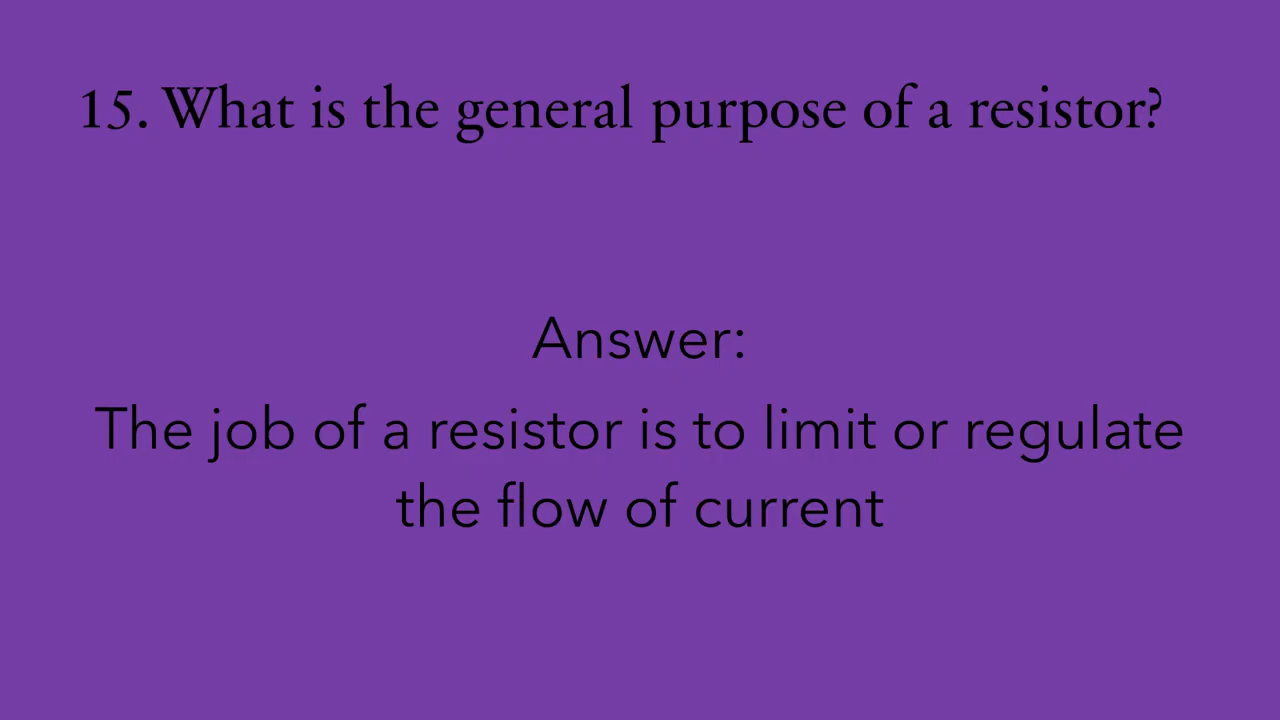 15. What is the general purpose of a resistor?
Answer:
The job of a resistor is to limit or regulate
the flow of current